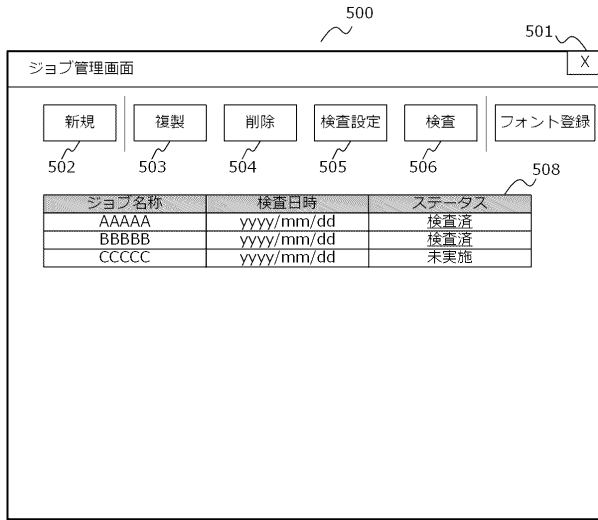 500
501
ジョブ管理画面 X
新規 複製 削除 検査設定 検査 フォント登録
502 503 504 505 506
508
ジョブ名称 検査日時 ステータス
AAAAA yyyy/mm/dd 検査済
BBBBB yyyy/mm/dd 検査済
CCCCC yyyy/mm/dd 未実施